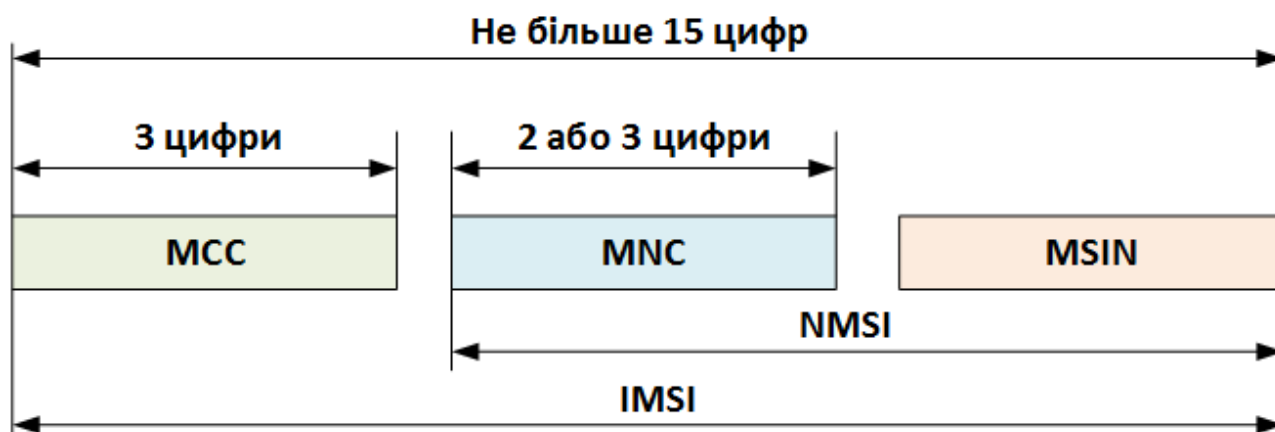 Не більше 15 цифр
3 цифри
2 або 3 цифри
MCC
MNC
MSIN
NMSI
IMSI